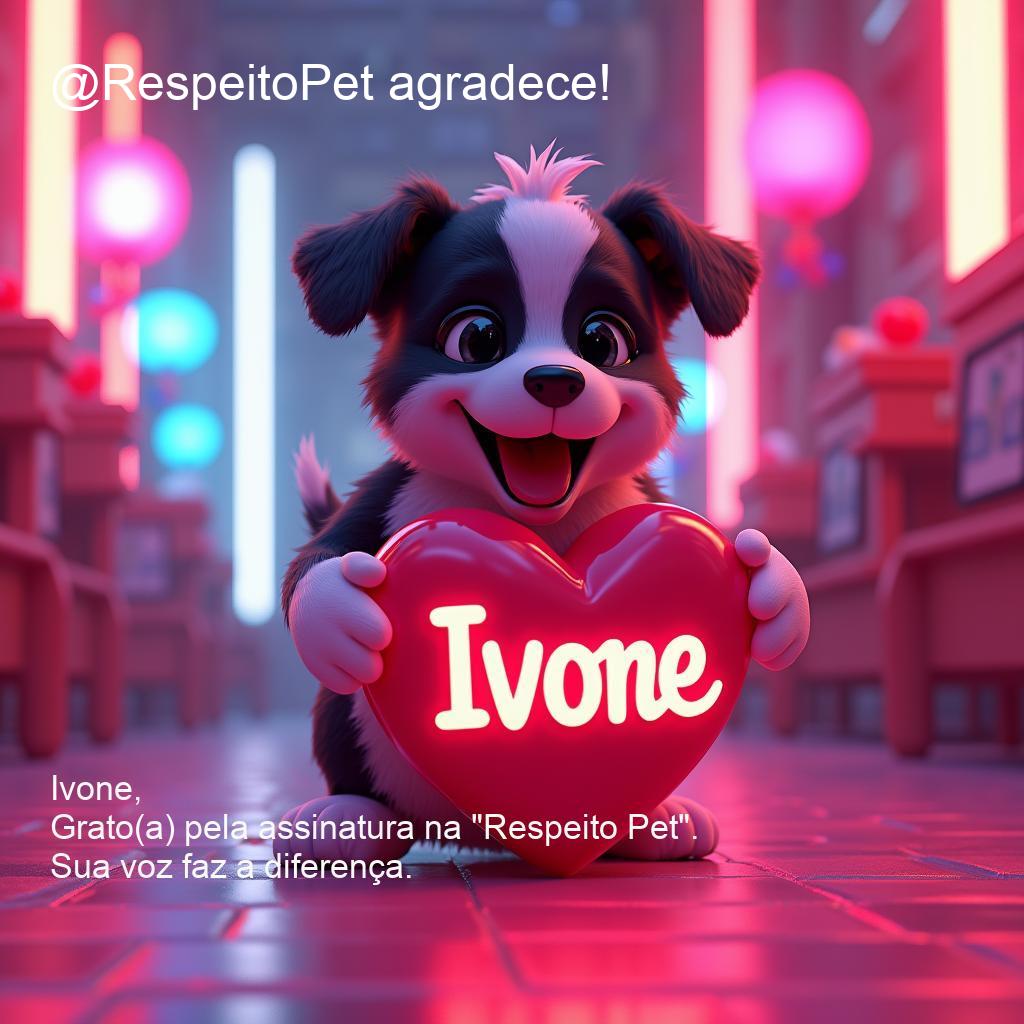 @RespeitoPet agradece!
Ivone
Ivone,
Grato(a) pela assinatura na "Respeito Pet".
Sua voz faz a diferença.